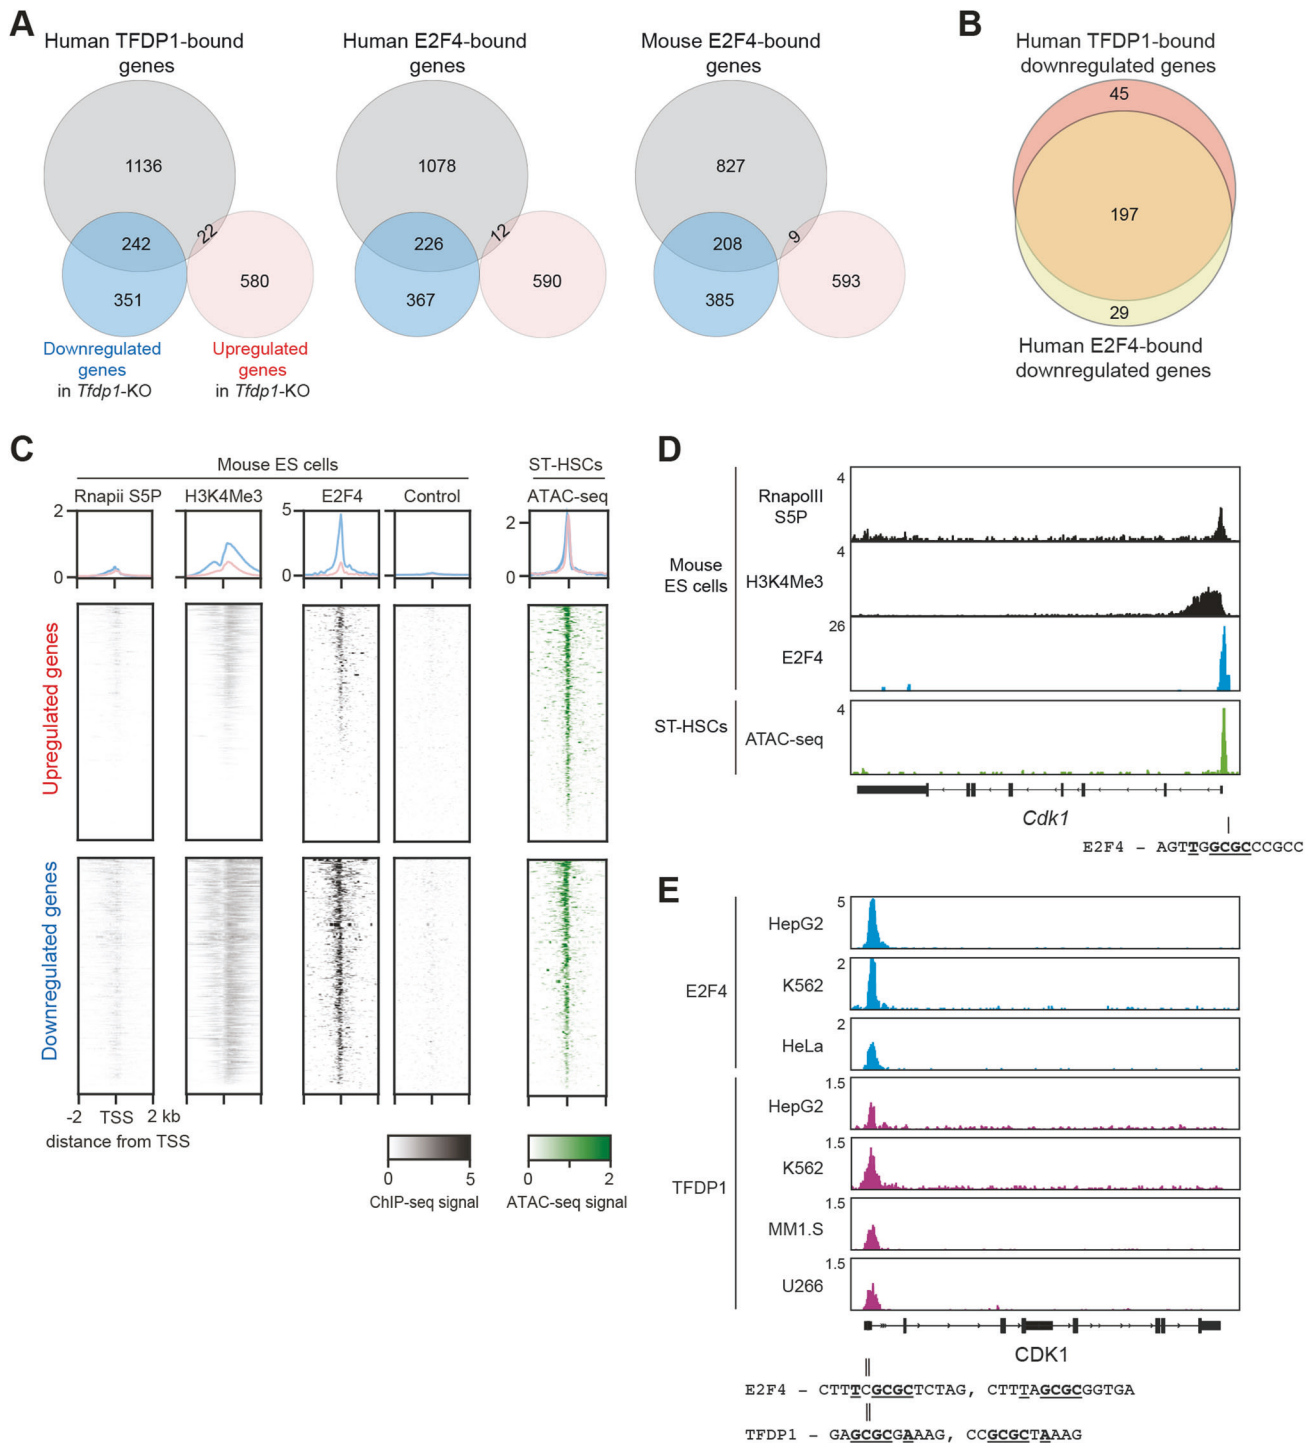 A
Human TFDP1-bound
genes
Human E2F4-bound
genes
Mouse E2F4-bound
genes
1136
242
22
351
580
1078
226
12
367
590
827
208
9
385
593
Downregulated
genes
in Tfdp1-KO
Upregulated
genes
in Tfdp1-KO
B
Human TFDP1-bound
downregulated genes
45
197
29
Human E2F4-bound
downregulated genes
C
Mouse ES cells
ST-HSCs
Rnapii S5P
H3K4Me3
E2F4
Control
ATAC-seq
2
0
5
0
2
0
Upregulated genes
Downregulated genes
-2 TSS 2 kb
distance from TSS
0 5
ChIP-seq signal
0 2
ATAC-seq signal
D
Mouse
ES cells
RnapolII
S5P
4
H3K4Me3
4
E2F4
26
ST-HSCs
ATAC-seq
4
Cdk1
E2F4 – AGTTGGCGCCCGCC
E
E2F4
HepG2
5
K562
2
HeLa
2
TFDP1
HepG2
1.5
K562
1.5
MM1.S
1.5
U266
1.5
CDK1
E2F4 – CTTTCGCGCTCTAG, CTTTAGCGCGGTGA
TFDP1 – GAGCGCGAAAG, CCGCGCTAAAG